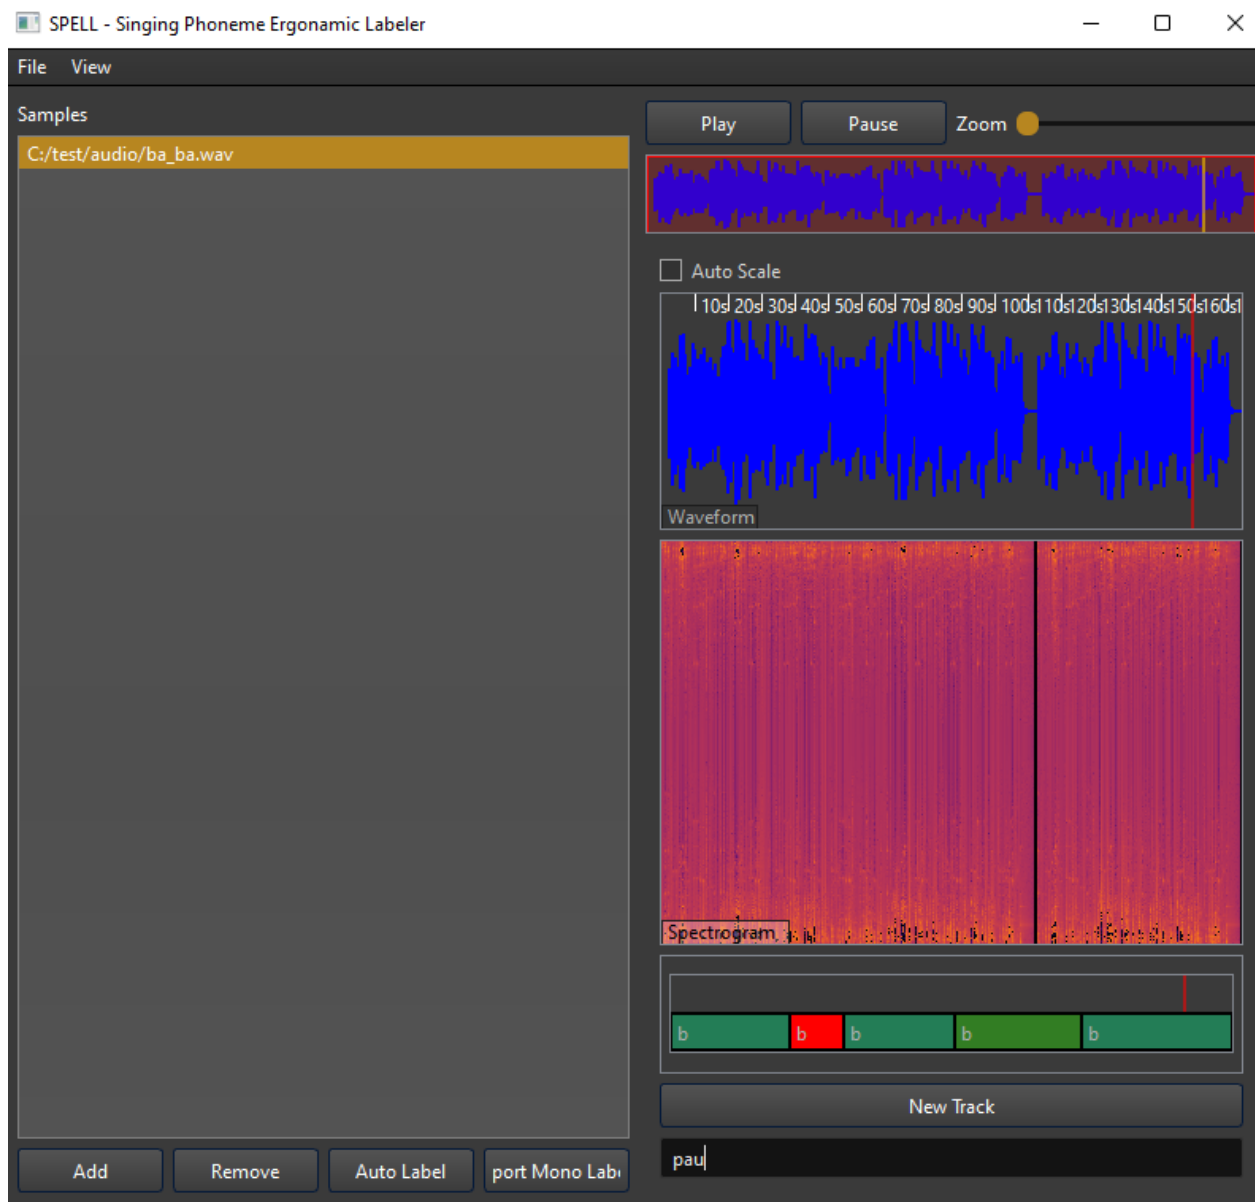 SPELL - Singing Phoneme Ergonamic Labeler
File View
Samples
C:/test/audio/ba_ba.wav
Play Pause Zoom
Auto Scale
10s 20s 30s 40s 50s 60s 70s 80s 90s 100s 110s 120s 130s 140s 150s 160s 1
Waveform
Spectrogram
b b b b b
New Track
pau
Add Remove Auto Label port Mono Lab